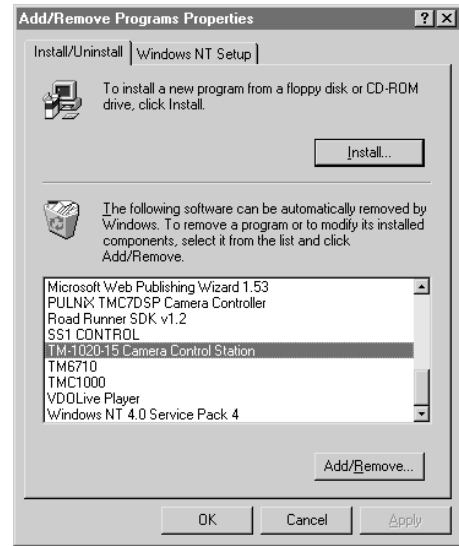 Add/Remove Programs Properties
Install/Uninstall
Windows NT Setup
To install a new program from a floppy disk or CD-ROM
drive, click Install.
Install...
The following software can be automatically removed by
Windows. To remove a program or to modify its installed
components, select it from the list and click
Add/Remove.
Microsoft Web Publishing Wizard 1.53
PULNiX TMC7DSP Camera Controller
Road Runner SDK v1.2
SS1 CONTROL
TM-1020-15 Camera Control Station
TM6710
TMC1000
VDOLive Player
Windows NT 4.0 Service Pack 4
Add/Remove...
OK
Cancel
Apply